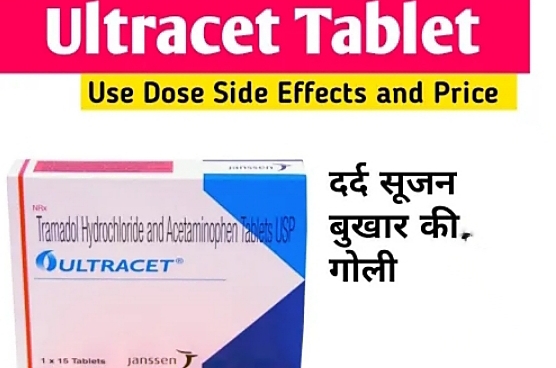 Ultracet Tablet
Use Dose Side Effects and Price
janssen
NRx
Tramadol Hydrochloride and Acetaminophen Tablets USP
ULTRACET®
1 x 15 Tablets
janssen
दर्द सूजन
बुखार की
गोली